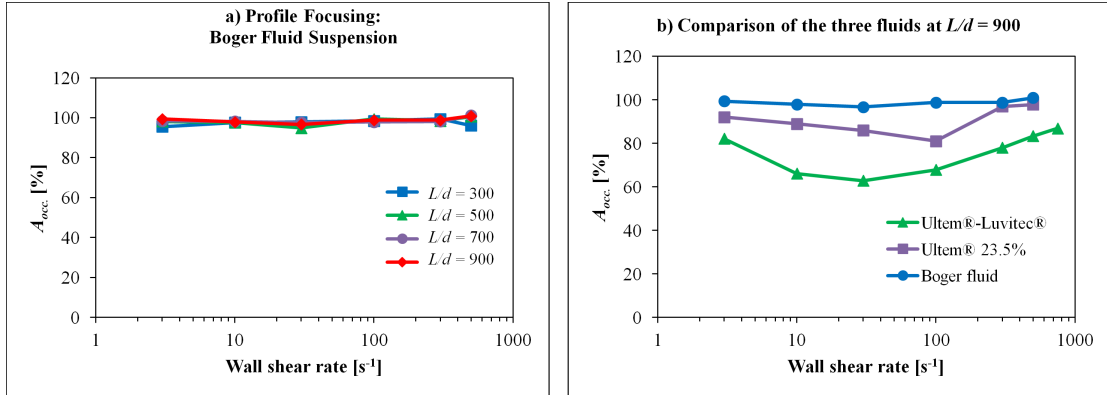 a) Profile Focusing:
Boger Fluid Suspension
120
100
80
60
40
20
0
A_occ. [%]
L/d = 300
L/d = 500
L/d = 700
L/d = 900
1
10
100
1000
Wall shear rate [s⁻¹]
b) Comparison of the three fluids at L/d = 900
120
100
80
60
40
20
0
A_occ. [%]
Ultem®-Luvitec®
Ultem® 23.5%
Boger fluid
1
10
100
1000
Wall shear rate [s⁻¹]